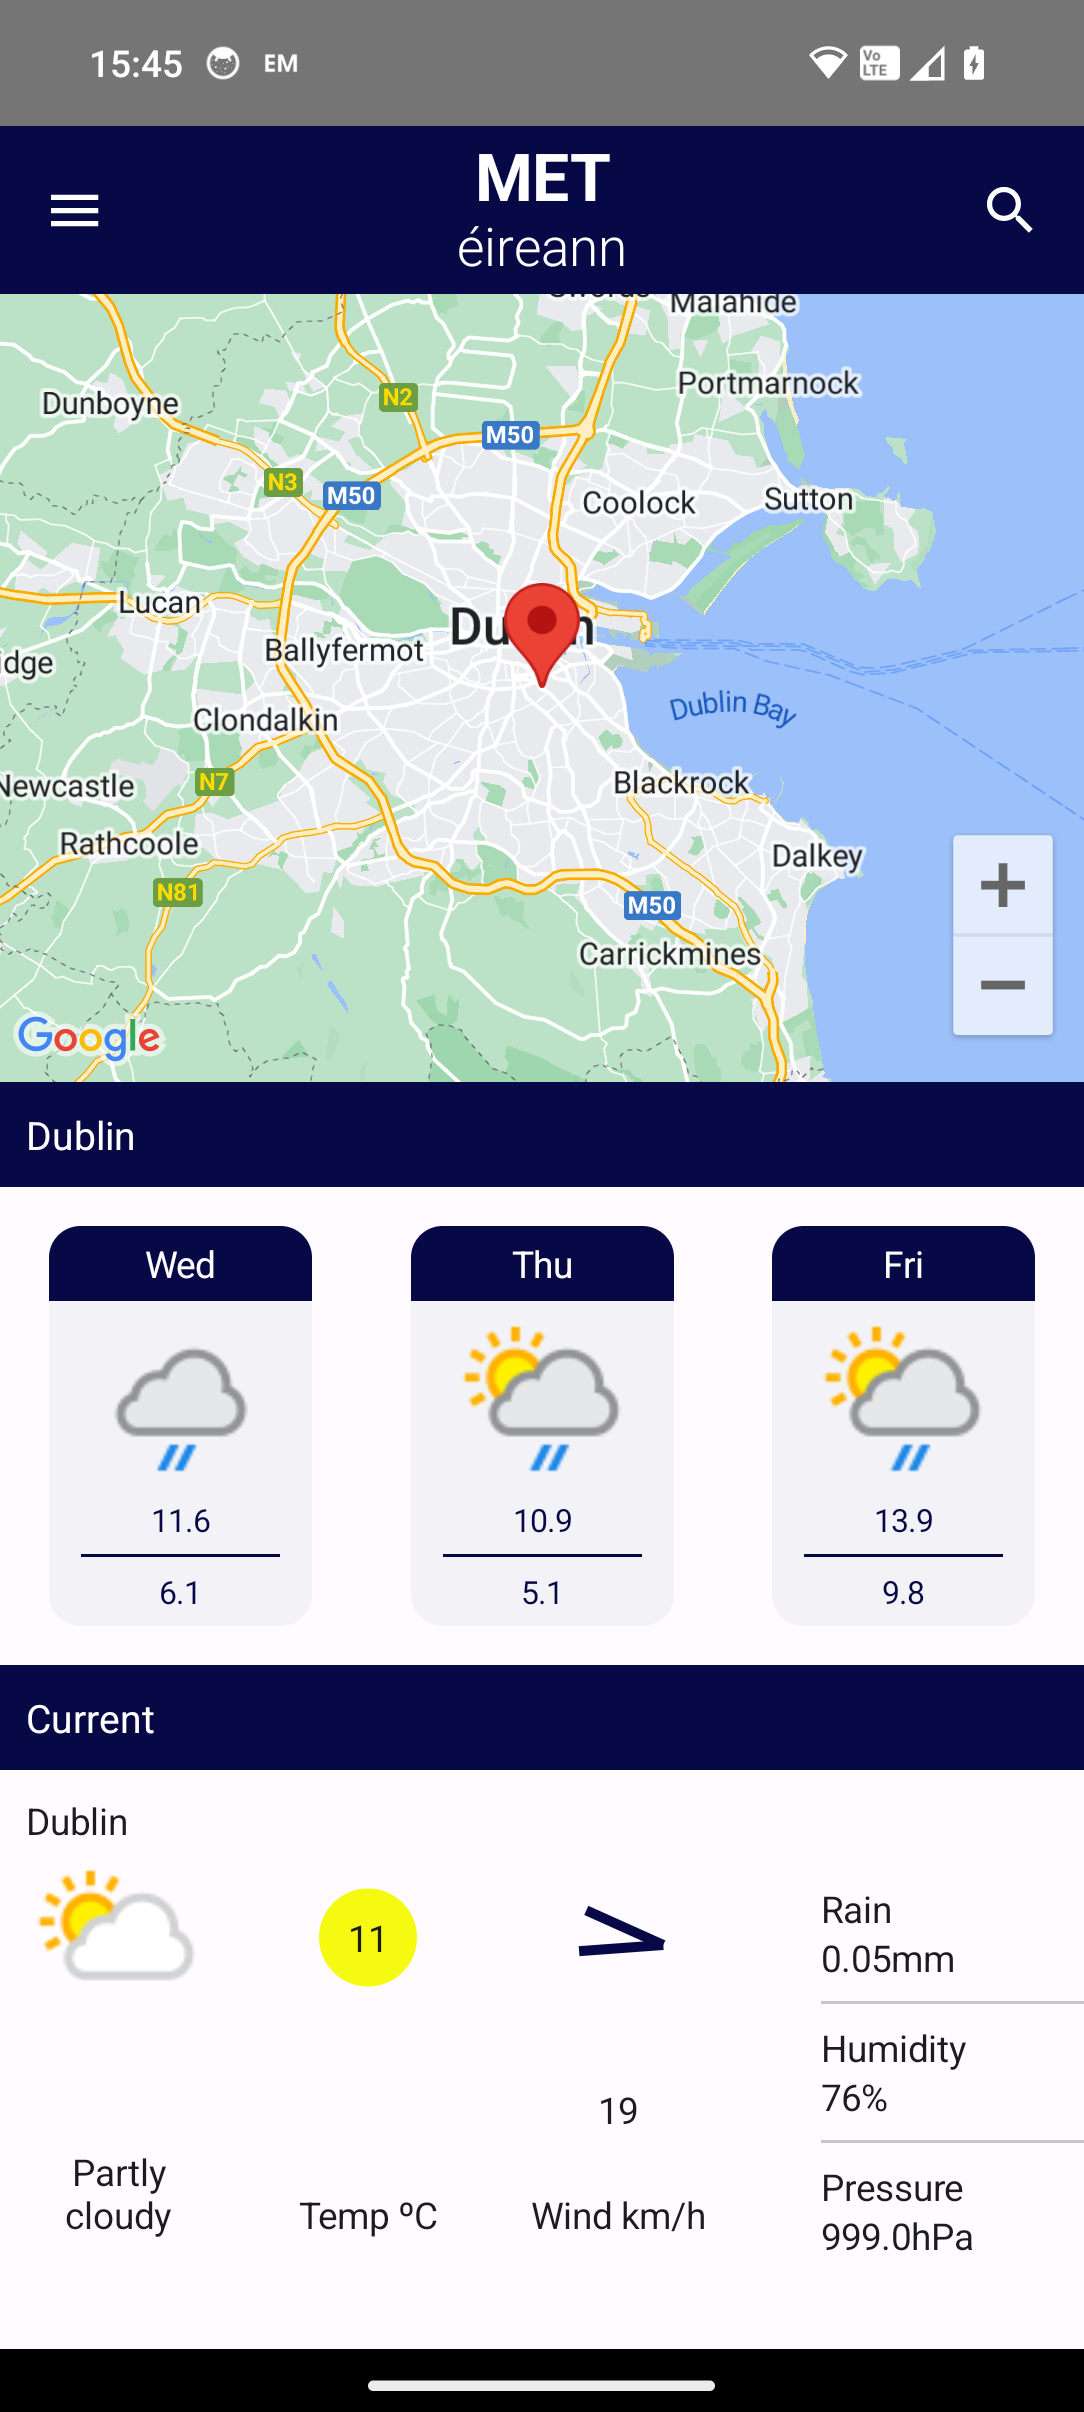 15:45 EM Vo LTE
MET
éireann
Malahide
Portmarnock
Dunboyne
N2
M50
N3
M50
Coolock
Sutton
Lucan
Ballyfermot
idge
Dublin Bay
Clondalkin
N7
Newcastle
Blackrock
Rathcoole
Dalkey
N81
M50
Carrickmines
Google
Dublin
Wed Thu Fri
11.6 10.9 13.9
6.1 5.1 9.8
Current
Dublin
11
Rain
0.05mm
Humidity
76%
19
Partly
cloudy
Temp ºC
Wind km/h
Pressure
999.0hPa